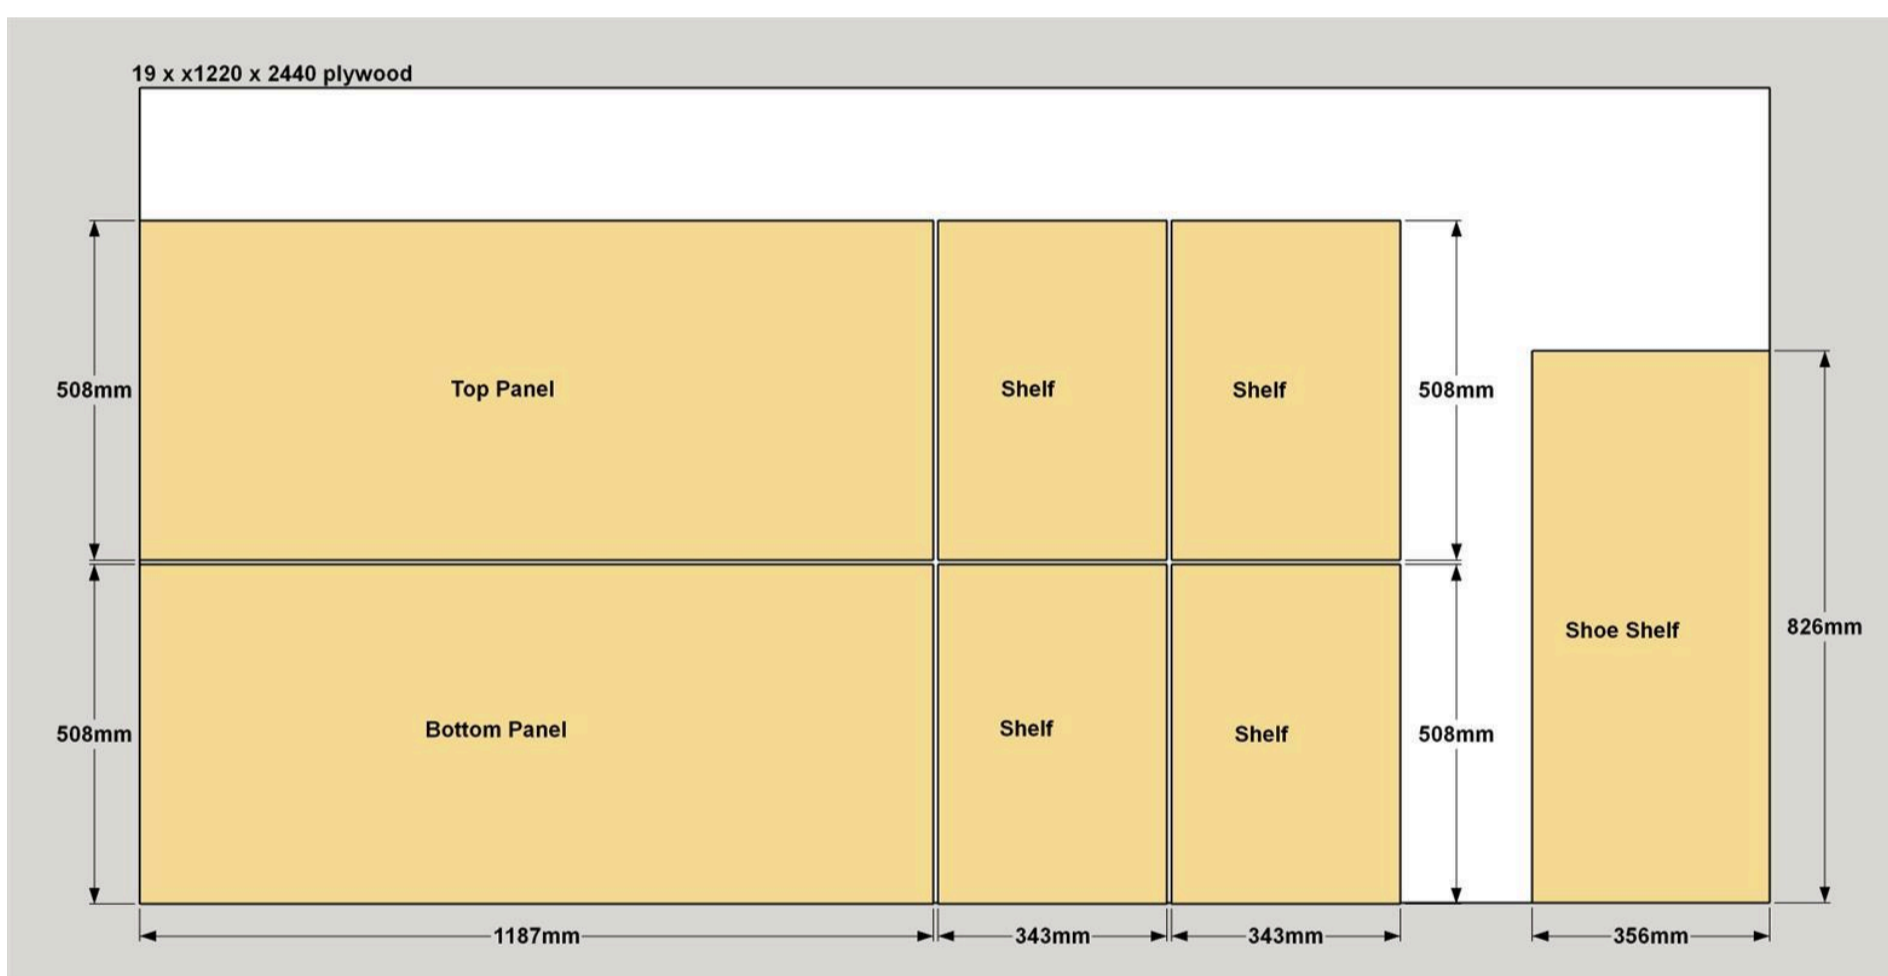 19 x x1220 x 2440 plywood
508mm
Top Panel
Shelf
Shelf
508mm
Shoe Shelf
826mm
508mm
Bottom Panel
Shelf
Shelf
508mm
1187mm
343mm
343mm
356mm